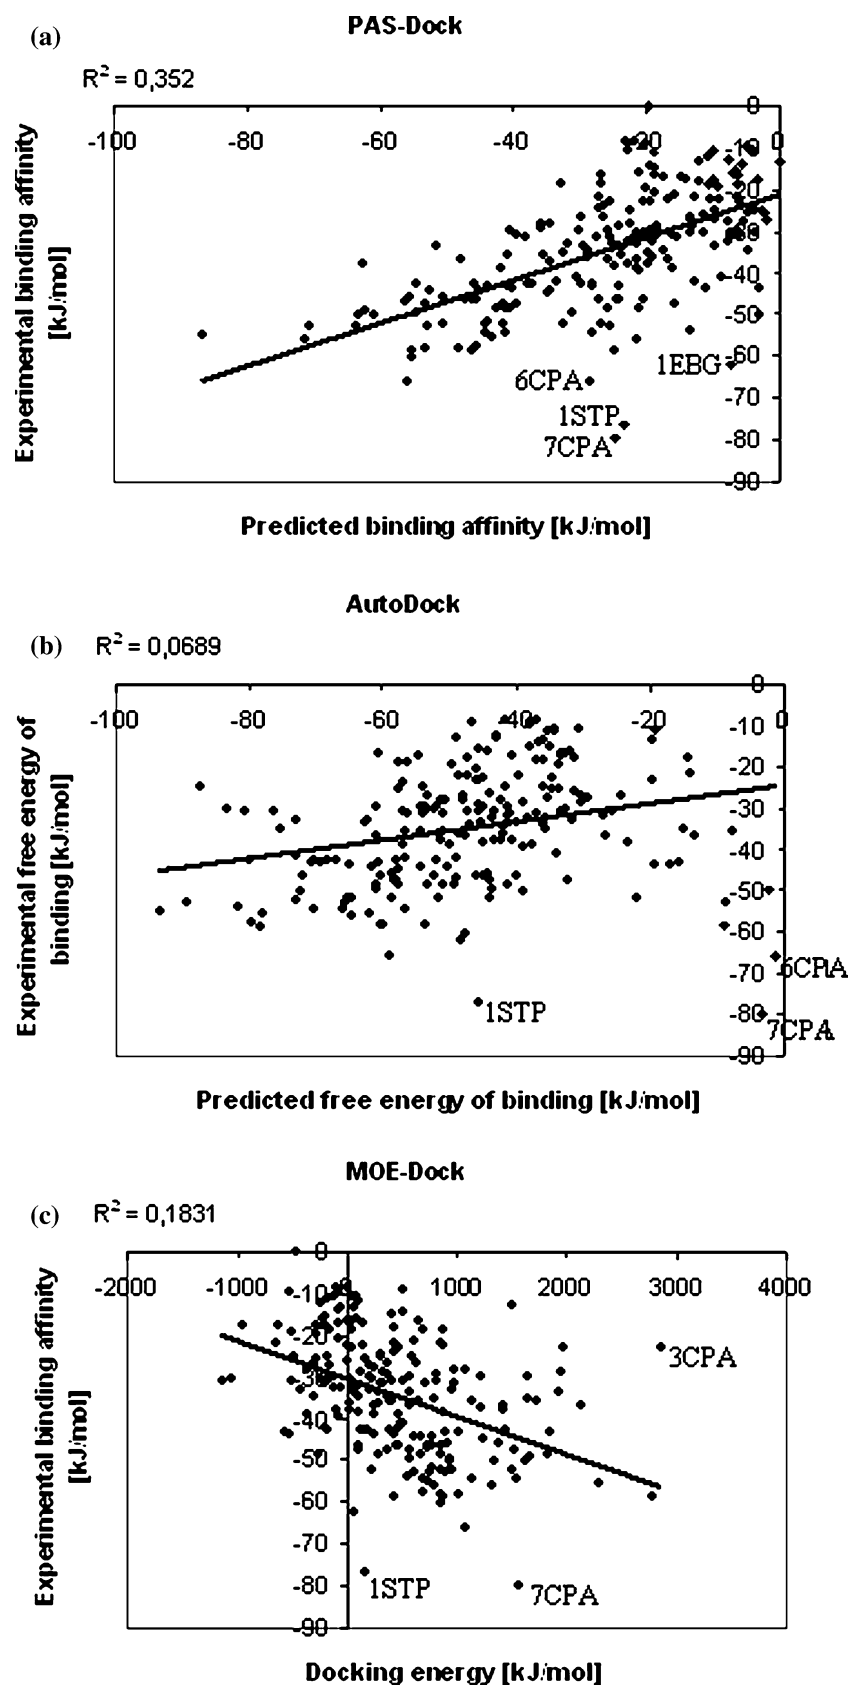 PAS-Dock
(a)
R² = 0,352
0
-100 -80 -60 -40 -20 0
-10
-20
-30
-40
-50
-60
-70
-80
-90
1EBG
6CPA
1STP
7CPA
Experimental binding affinity
[kJ/mol]
Predicted binding affinity [kJ/mol]
AutoDock
(b)
R² = 0,0689
0
-100 -80 -60 -40 -20 0
-10
-20
-30
-40
-50
-60
-70
-80
-90
6CPA
1STP
7CPA
Experimental free energy of
binding [kJ/mol]
Predicted free energy of binding [kJ/mol]
MOE-Dock
(c)
R² = 0,1831
0
-2000 -1000 0 1000 2000 3000 4000
-10
-20
-30
-40
-50
-60
-70
-80
-90
3CPA
1STP
7CPA
Experimental binding affinity
[kJ/mol]
Docking energy [kJ/mol]